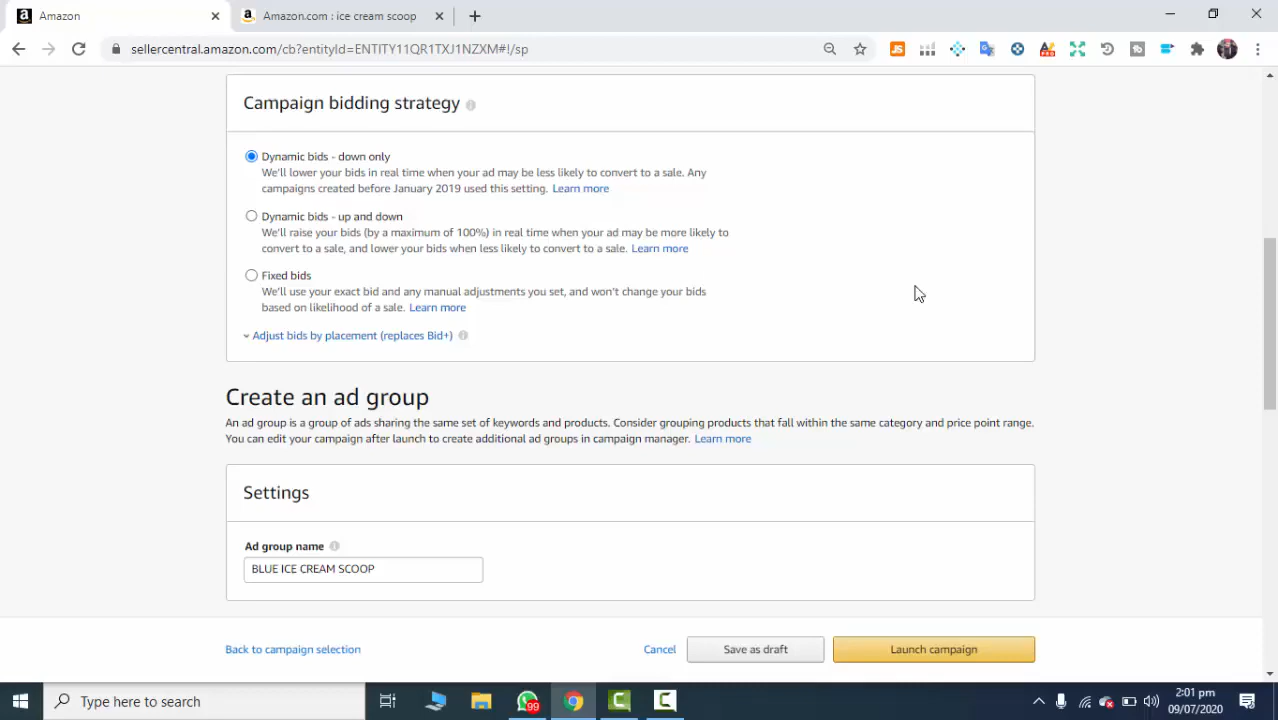 Amazon
Amazon.com : ice cream scoop
sellercentral.amazon.com/cb?entityId=ENTITY11QR1TXJ1NZXM#!/sp
Campaign bidding strategy
Dynamic bids - down only
We'll lower your bids in real time when your ad may be less likely to convert to a sale. Any
campaigns created before January 2019 used this setting. Learn more
Dynamic bids - up and down
We'll raise your bids (by a maximum of 100%) in real time when your ad may be more likely to
convert to a sale, and lower your bids when less likely to convert to a sale. Learn more
Fixed bids
We'll use your exact bid and any manual adjustments you set, and won't change your bids
based on likelihood of a sale. Learn more
Adjust bids by placement (replaces Bid+)
Create an ad group
An ad group is a group of ads sharing the same set of keywords and products. Consider grouping products that fall within the same category and price point range.
You can edit your campaign after launch to create additional ad groups in campaign manager. Learn more
Settings
Ad group name
BLUE ICE CREAM SCOOP
Back to campaign selection
Cancel
Save as draft
Launch campaign
Type here to search
99
2:01 pm
09/07/2020